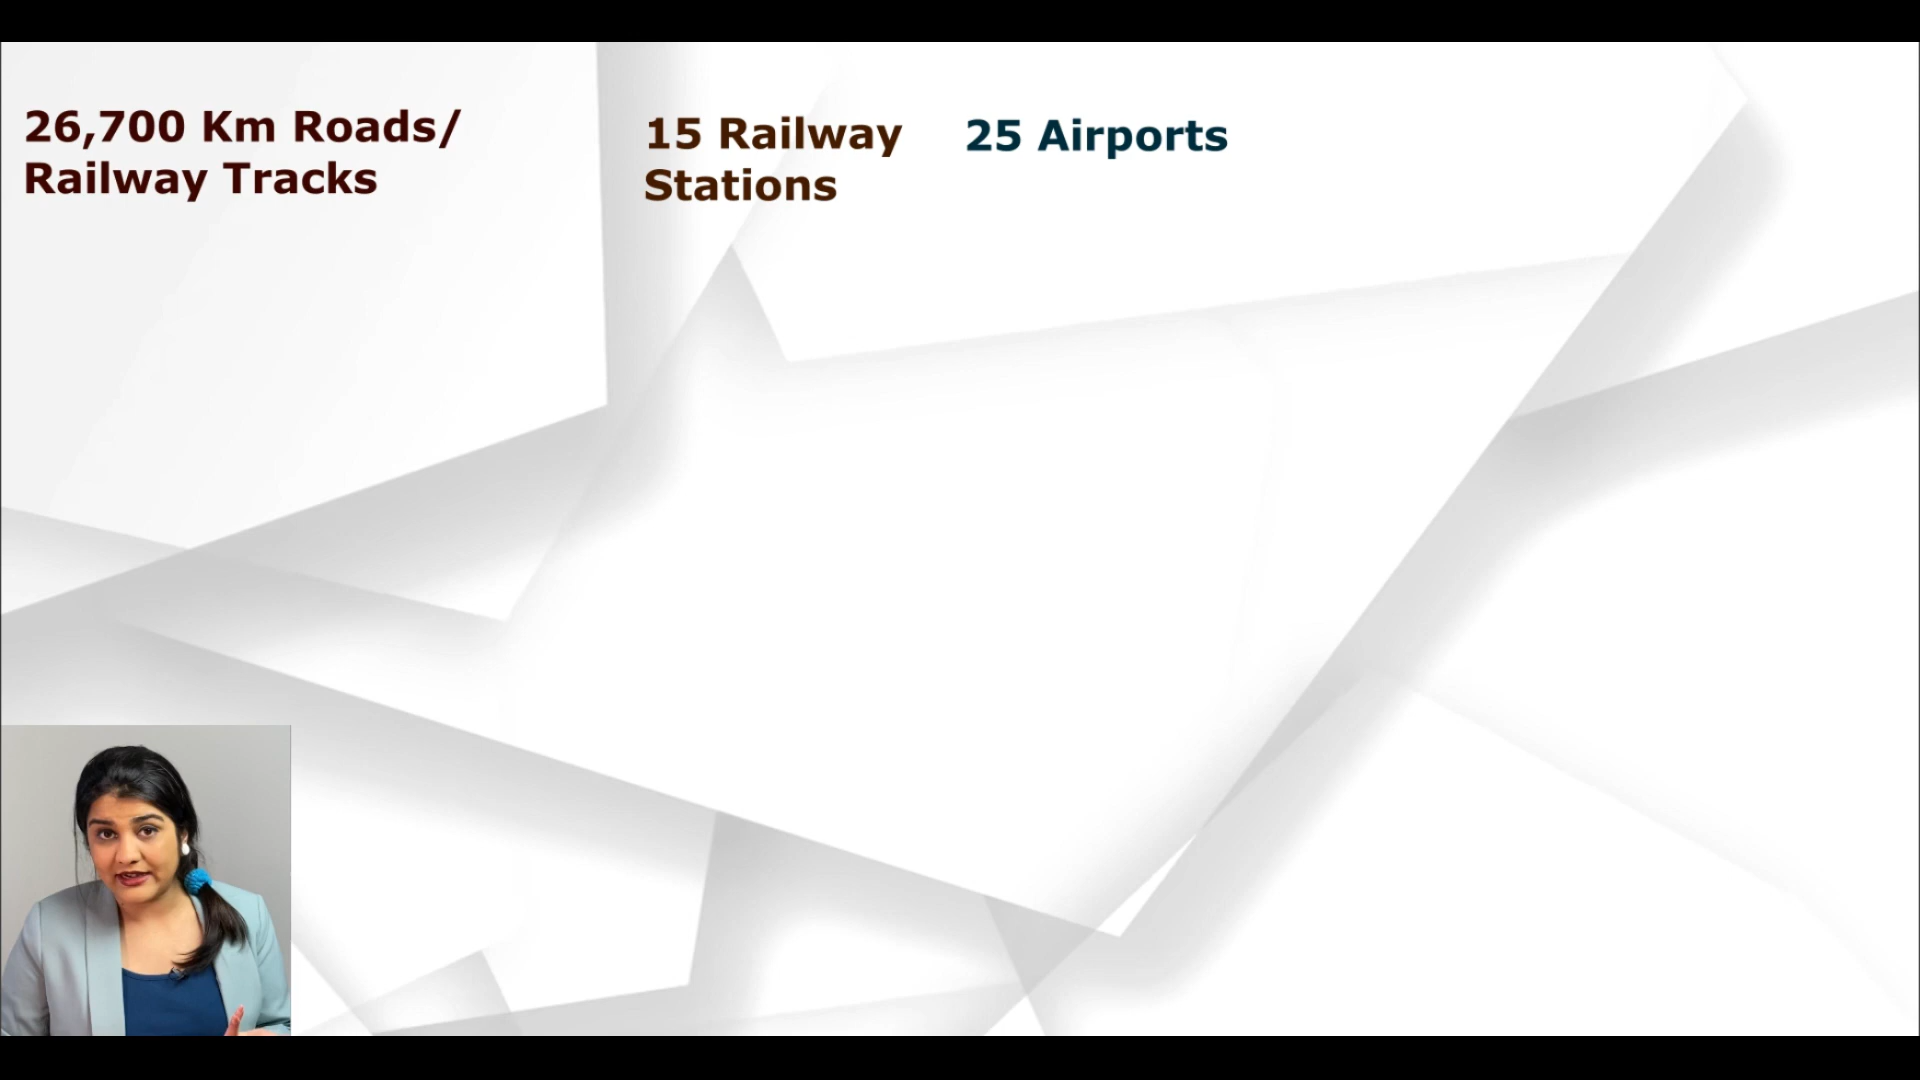 26,700 Km Roads/
Railway Tracks
15 Railway
Stations
25 Airports